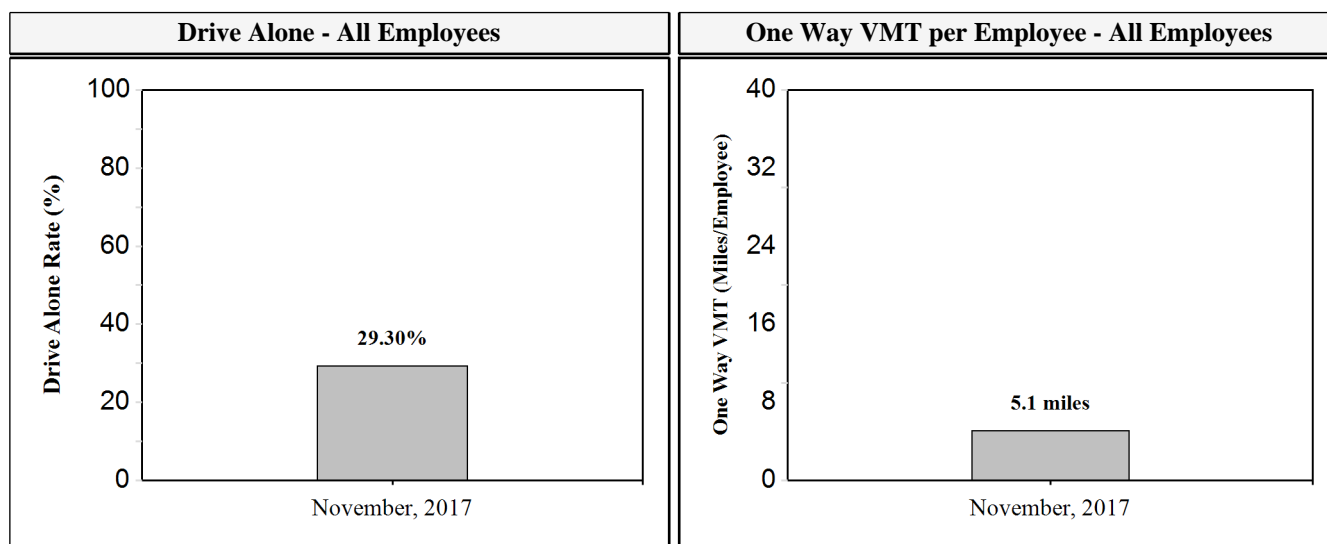 Drive Alone - All Employees
100
80
60
40
20
0
Drive Alone Rate (%)
29.30%
November, 2017
One Way VMT per Employee - All Employees
40
32
24
16
8
0
One Way VMT (Miles/Employee)
5.1 miles
November, 2017